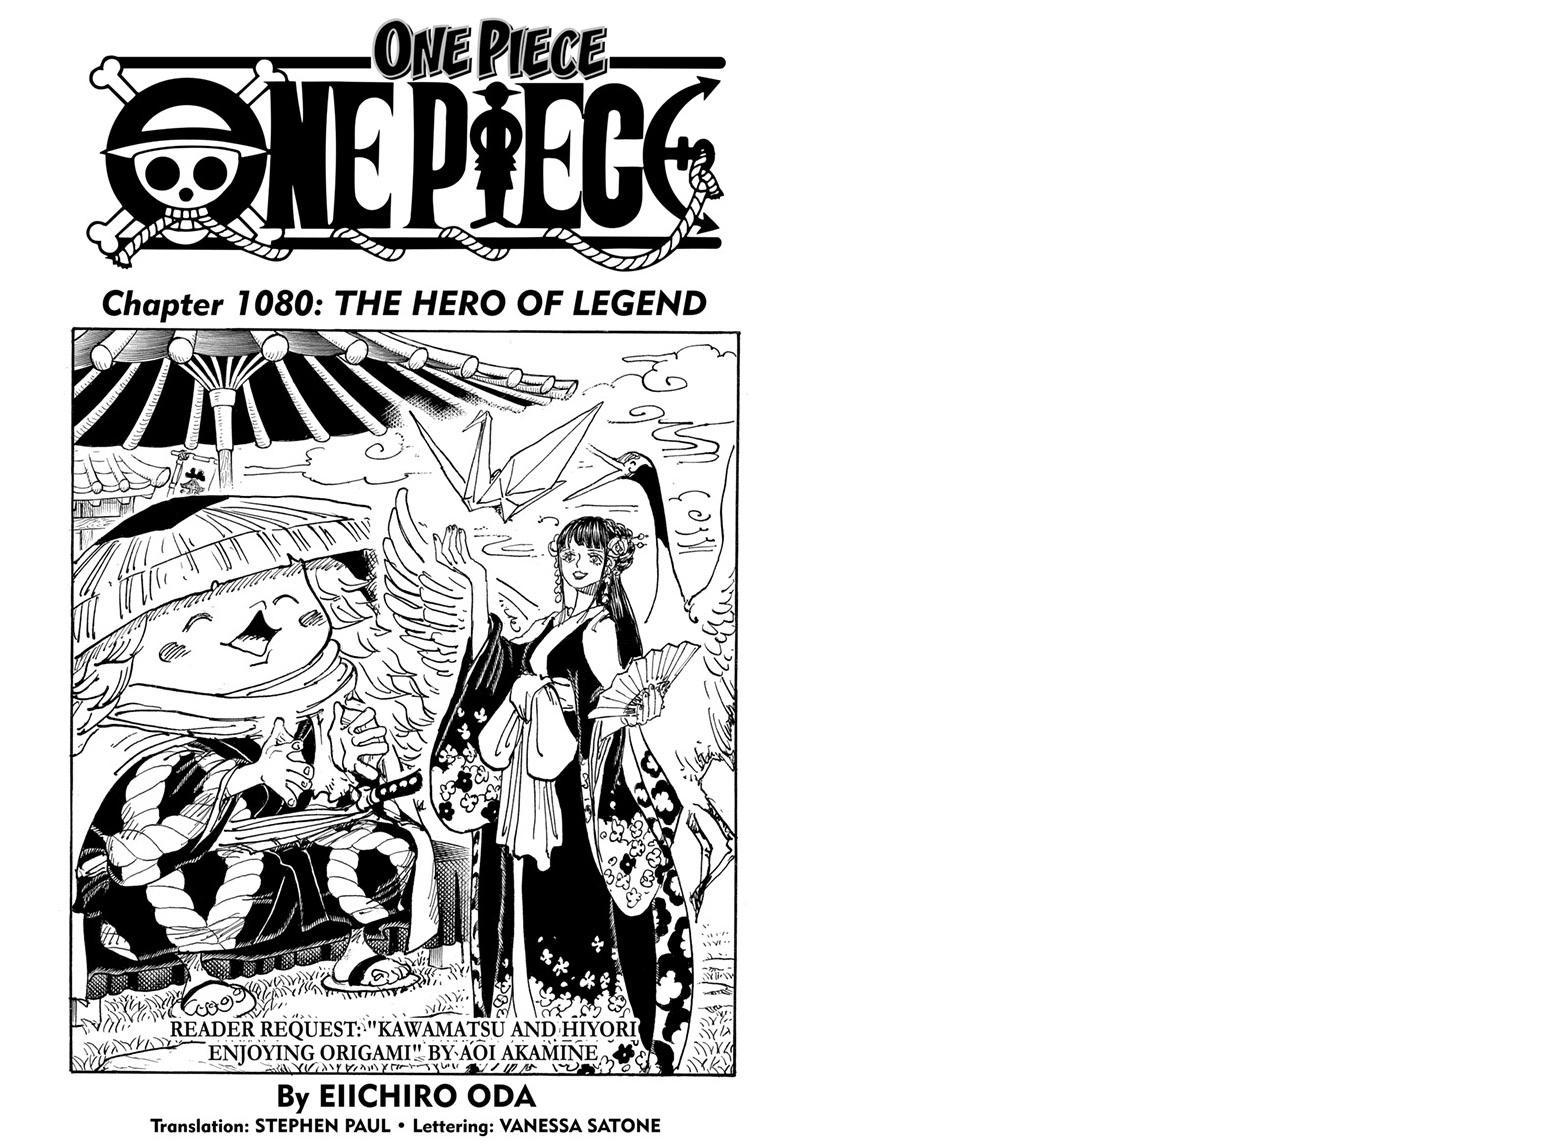 ONE PIECE
ONE PIECE
Chapter 1080: THE HERO OF LEGEND
READER REQUEST: "KAWAMATSU AND HIYORI
ENJOYING ORIGAMI" BY AOI AKAMINE
By EIICHIRO ODA
Translation: STEPHEN PAUL • Lettering: VANESSA SATONE